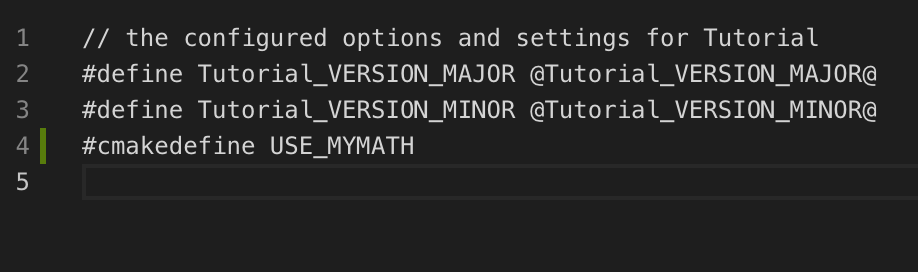 1 // the configured options and settings for Tutorial
2 #define Tutorial_VERSION_MAJOR @Tutorial_VERSION_MAJOR@
3 #define Tutorial_VERSION_MINOR @Tutorial_VERSION_MINOR@
4 #cmakedefine USE_MYMATH
5